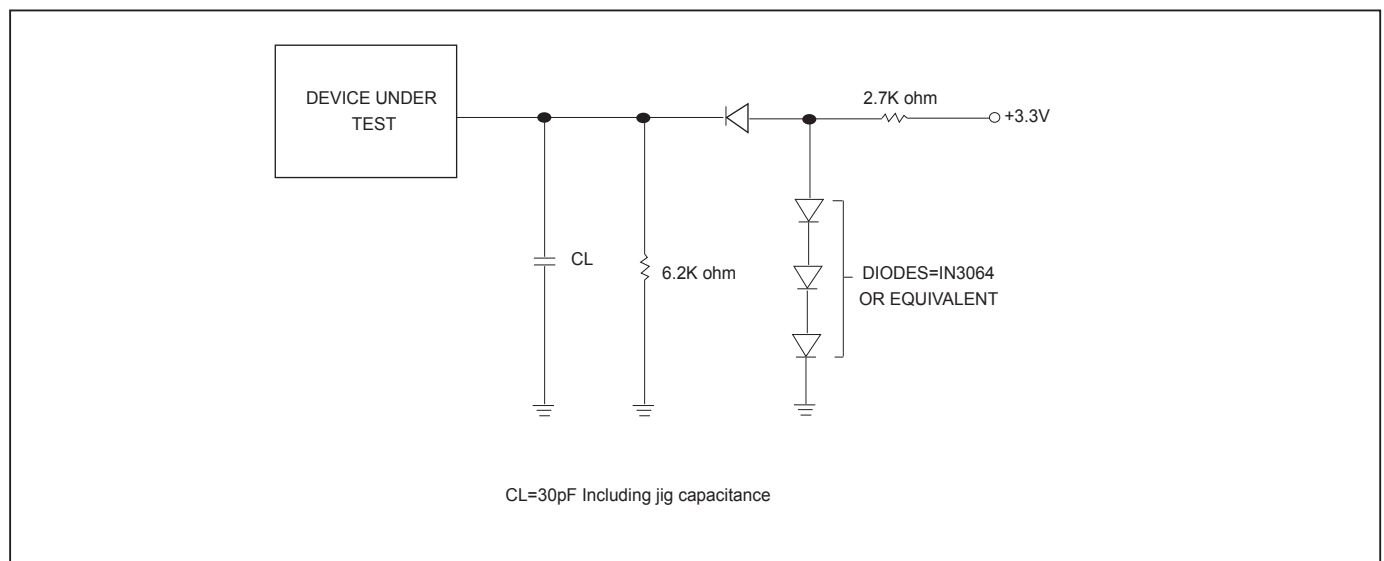 DEVICE UNDER
TEST
2.7K ohm
+3.3V
CL
6.2K ohm
DIODES=IN3064
OR EQUIVALENT
CL=30pF Including jig capacitance